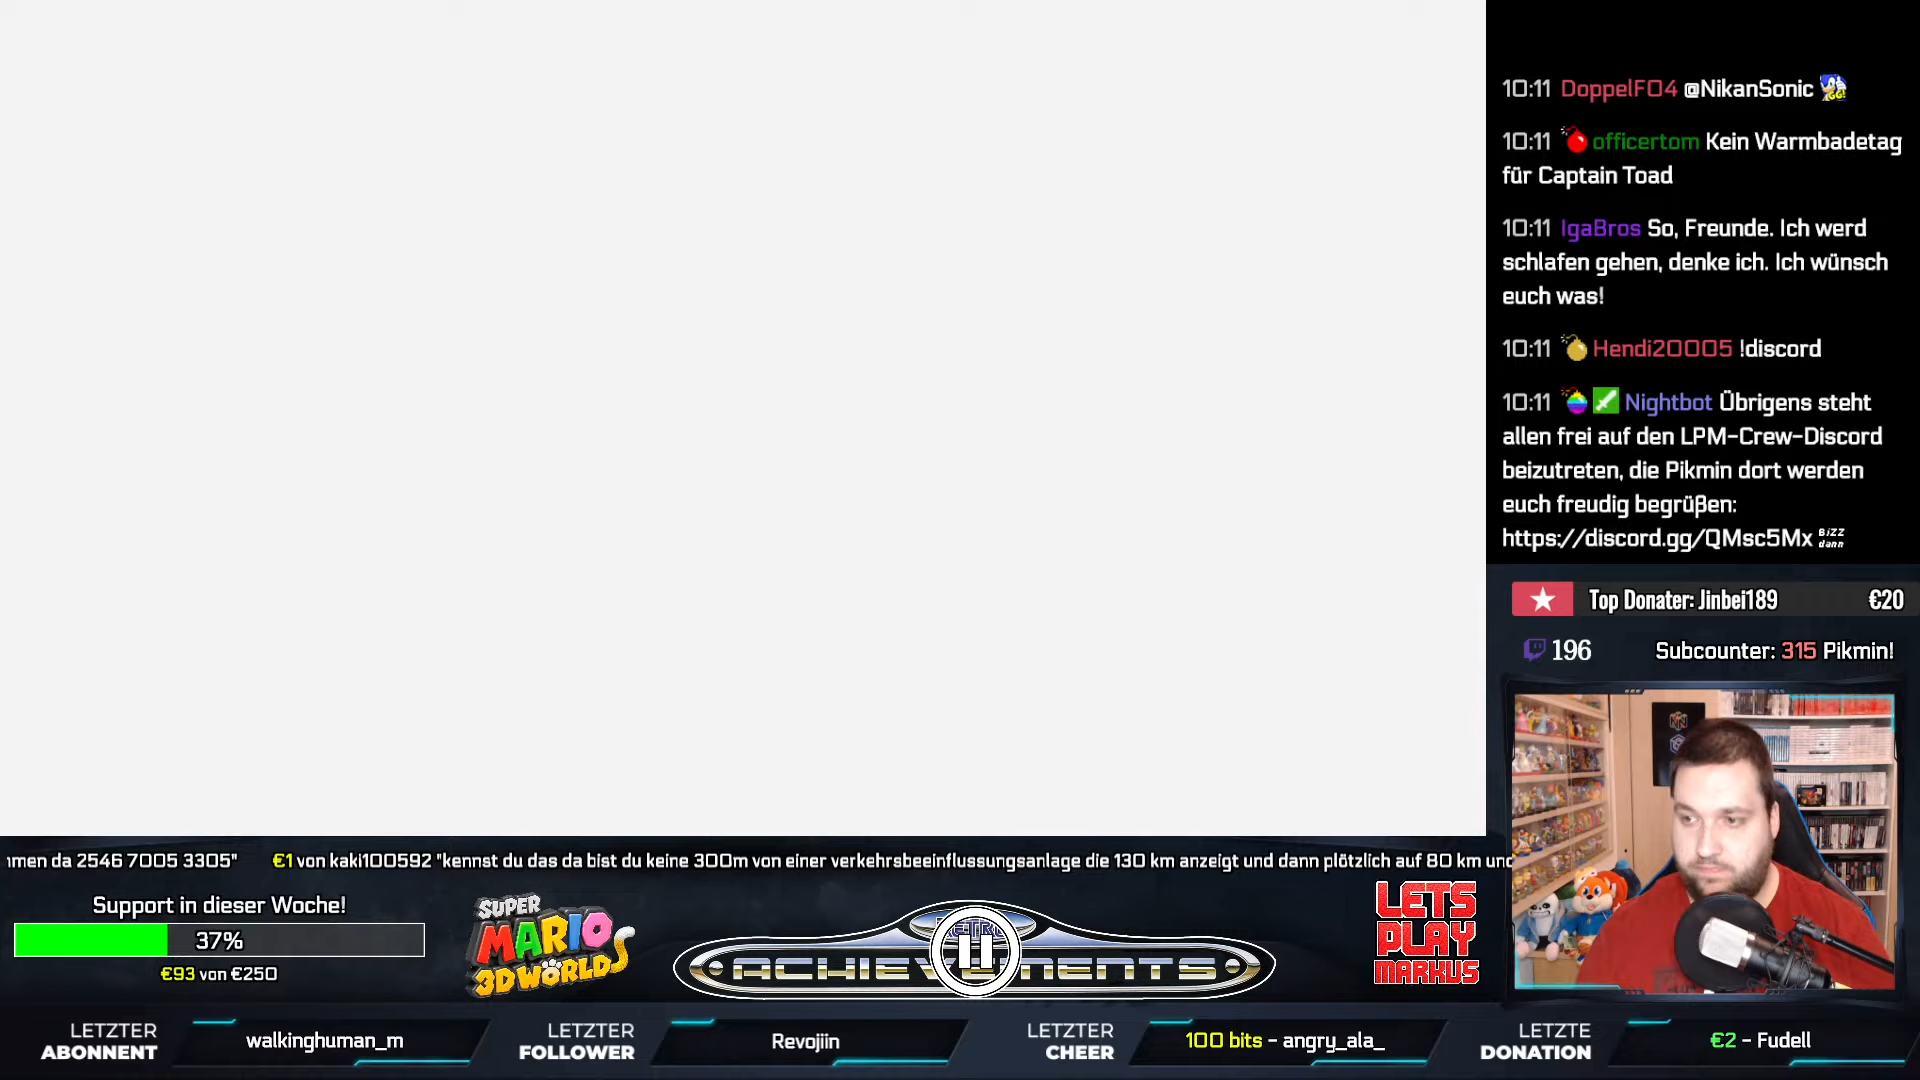 10:11 DoppelF04 @NikanSonic GG!
10:11 officertom Kein Warmbadetag
für Captain Toad
10:11 IgaBros So, Freunde. Ich werd
schlafen gehen, denke ich. Ich wünsch
euch was!
10:11 Hendi20005 !discord
10:11 Nightbot Übrigens steht
allen frei auf den LPM-Crew-Discord
beizutreten, die Pikmin dort werden
euch freudig begrüßen:
https://discord.gg/QMsc5Mx BiZZ dann
Top Donater: Jinbei189 €20
196 Subcounter: 315 Pikmin!
men da 2546 7005 3305" €1 von kaki100592 "kennst du das da bist du keine 300m von einer verkehrsbeeinflussungsanlage die 130 km anzeigt und dann plötzlich auf 80 km und
Support in dieser Woche!
37%
€93 von €250
SUPER
MARIO
3D WORLD
RETRO
ACHIEVEMENTS
LETS
PLAY
MARKUS
LETZTER
ABONNENT
walkinghuman_m
LETZTER
FOLLOWER
Revojiin
LETZTER
CHEER
100 bits - angry_ala_
LETZTE
DONATION
€2 - Fudell